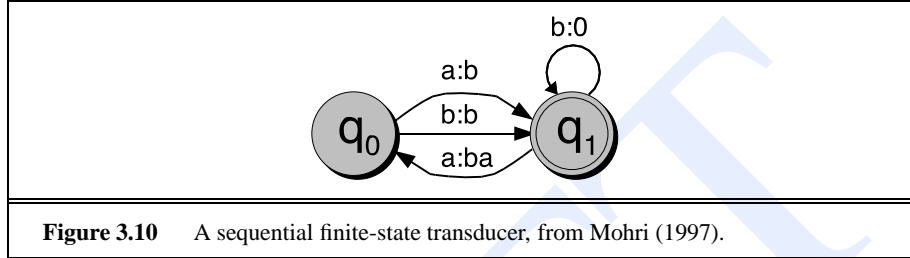 b:0
a:b
b:b
q0 q1
a:ba
Figure 3.10 A sequential finite-state transducer, from Mohri (1997).
T